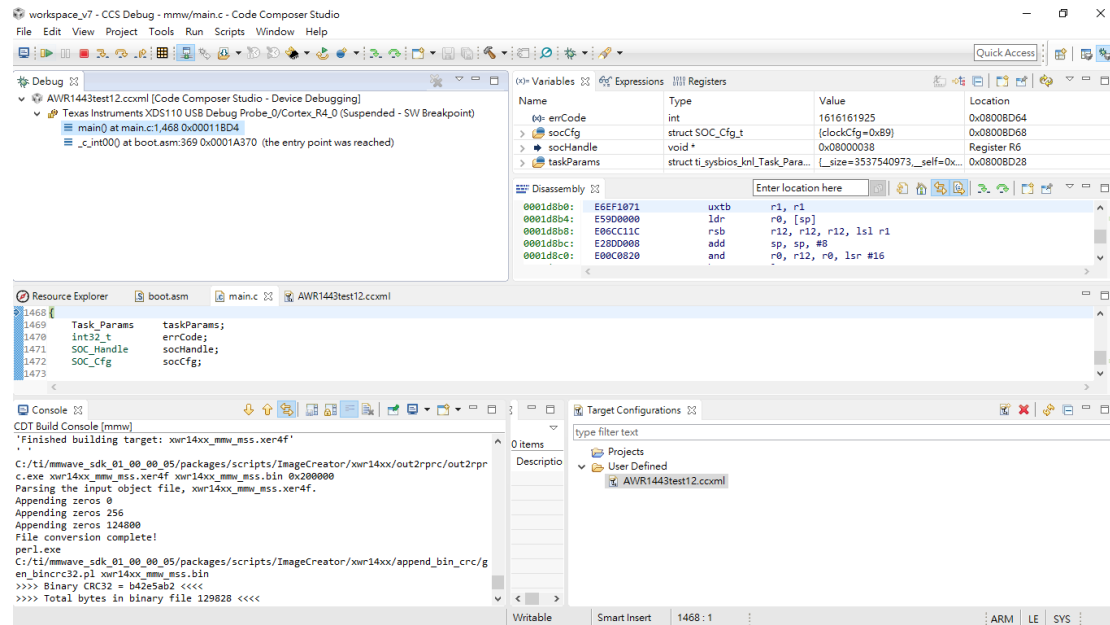 workspace_v7 - CCS Debug - mmw/main.c - Code Composer Studio
File Edit View Project Tools Run Scripts Window Help
Quick Access
Debug
AWR1443test12.ccxml [Code Composer Studio - Device Debugging]
Texas Instruments XDS110 USB Debug Probe_0/Cortex_R4_0 (Suspended - SW Breakpoint)
main() at main.c:1,468 0x00011BD4
_c_int00() at boot.asm:369 0x0001A370 (the entry point was reached)
(x)= Variables Expressions Registers
Name Type Value Location
(x)= errCode int 1616161925 0x0800BD64
socCfg struct SOC_Cfg_t {clockCfg=0xB9} 0x0800BD68
socHandle void * 0x08000038 Register R6
taskParams struct ti_sysbios_knl_Task_Para... {__size=3537540973,__self=0x... 0x0800BD28
Disassembly
Enter location here
0001d8b0: E6EF1071 uxtb r1, r1
0001d8b4: E59D0000 ldr r0, [sp]
0001d8b8: E06CC11C rsb r12, r12, r12, lsl r1
0001d8bc: E28DD008 add sp, sp, #8
0001d8c0: E00C0820 and r0, r12, r0, lsr #16
Resource Explorer boot.asm main.c AWR1443test12.ccxml
1468 {
1469 Task_Params taskParams;
1470 int32_t errCode;
1471 SOC_Handle socHandle;
1472 SOC_Cfg socCfg;
1473
Console
CDT Build Console [mmw]
'Finished building target: xwr14xx_mmw_mss.xer4f'
' '
C:/ti/mmwave_sdk_01_00_00_05/packages/scripts/ImageCreator/xwr14xx/out2rprc/out2rpr
c.exe xwr14xx_mmw_mss.xer4f xwr14xx_mmw_mss.bin 0x200000
Parsing the input object file, xwr14xx_mmw_mss.xer4f.
Appending zeros 0
Appending zeros 256
Appending zeros 124800
File conversion complete!
perl.exe
C:/ti/mmwave_sdk_01_00_00_05/packages/scripts/ImageCreator/xwr14xx/append_bin_crc/g
en_bincrc32.pl xwr14xx_mmw_mss.bin
>>>> Binary CRC32 = b42e5ab2 <<<<
>>>> Total bytes in binary file 129828 <<<<
0 items
Descriptio
Target Configurations
type filter text
Projects
User Defined
AWR1443test12.ccxml
Writable Smart Insert 1468 : 1 ARM LE SYS